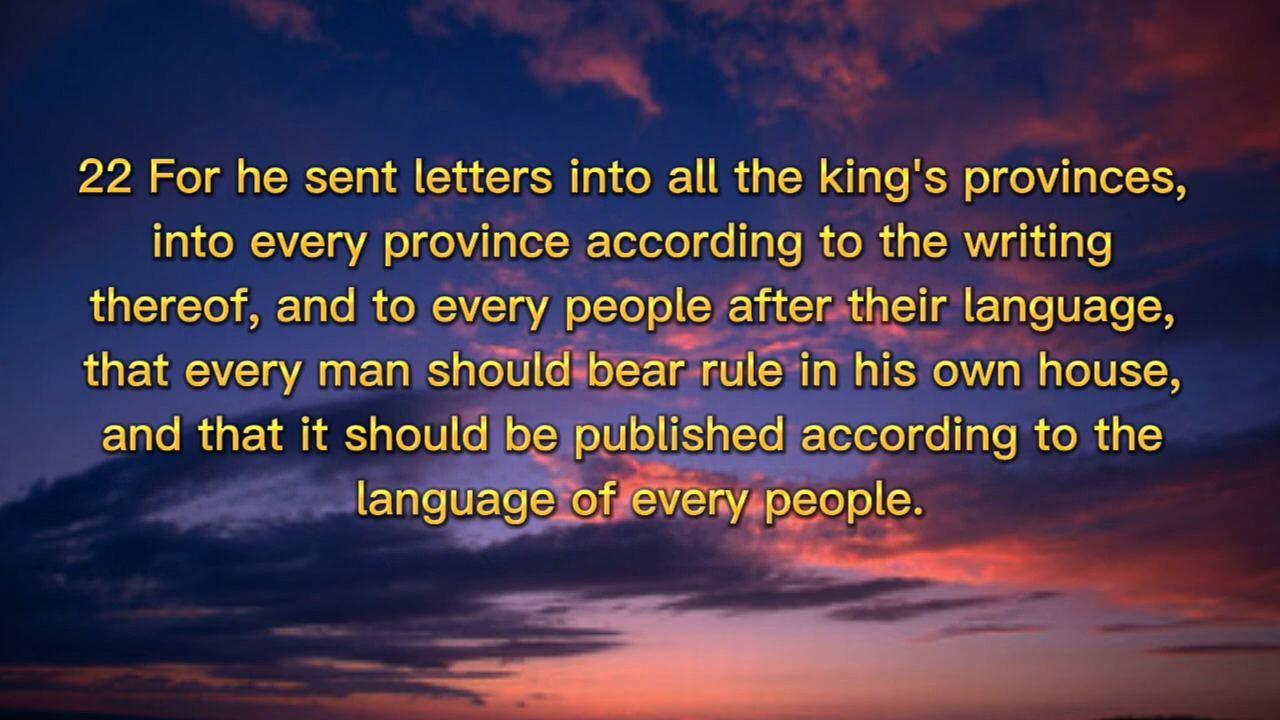 22 For he sent letters into all the king's provinces,
into every province according to the writing
thereof, and to every people after their language,
that every man should bear rule in his own house,
and that it should be published according to the
language of every people.